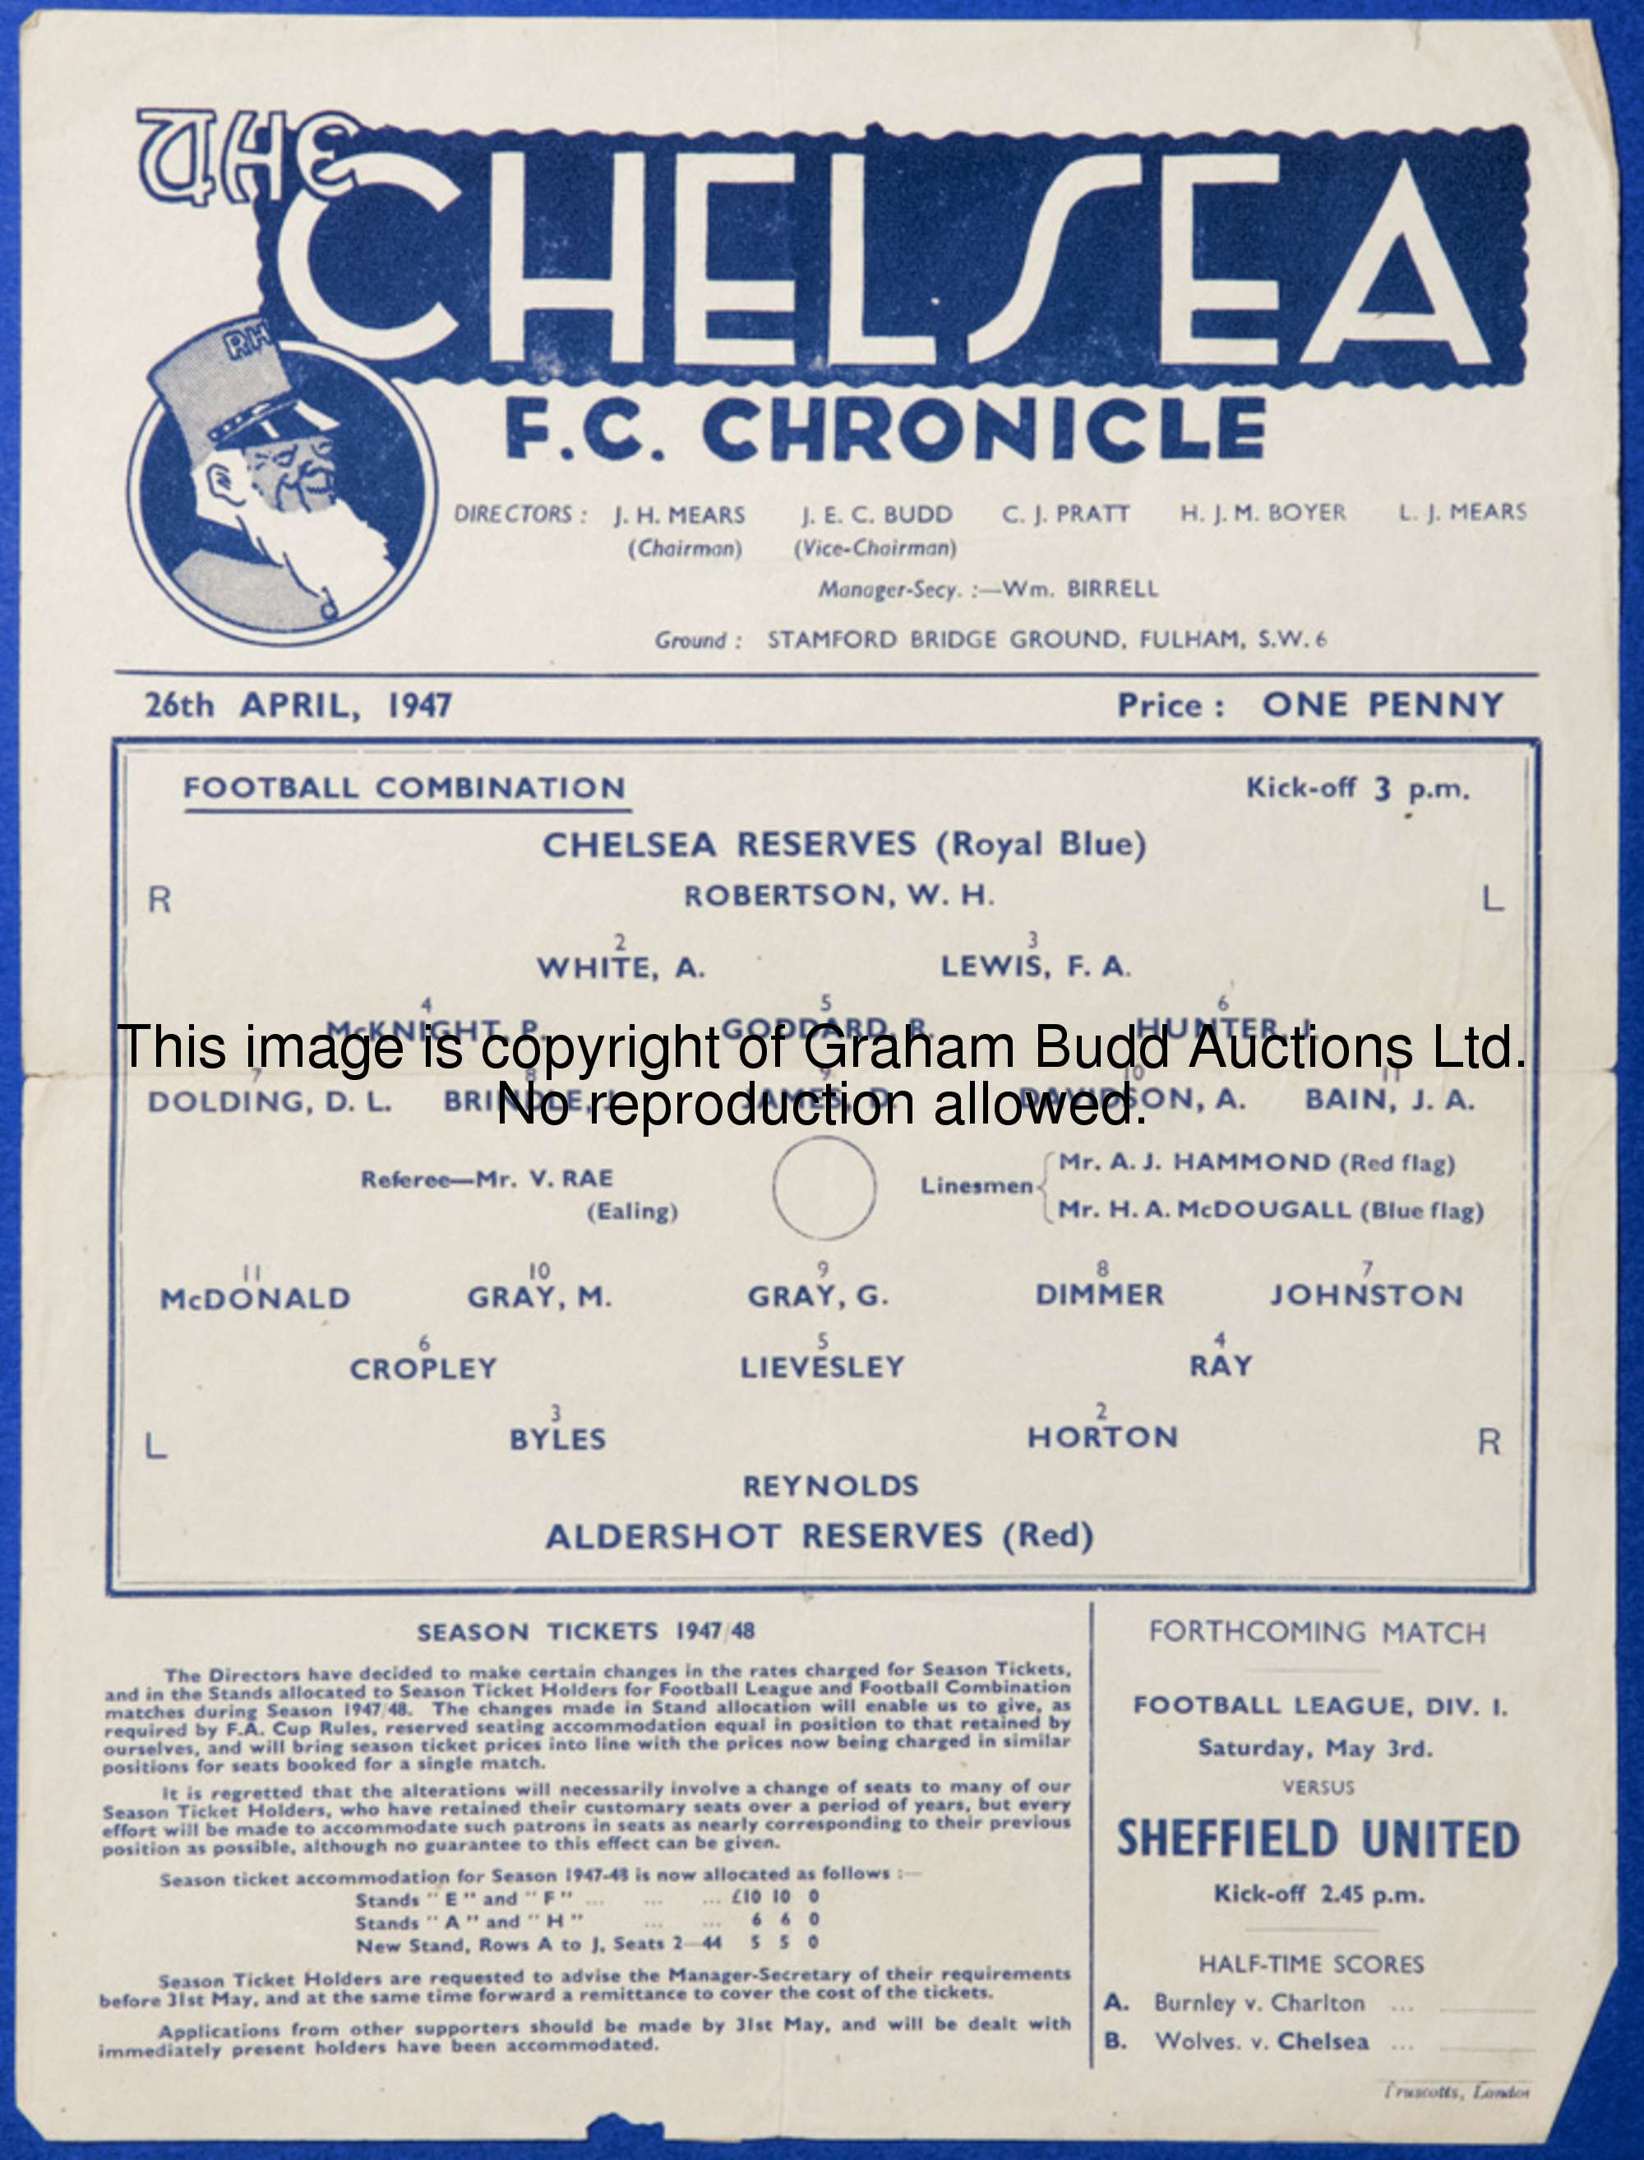 THE
CHELSEA
RH
F.C. CHRONICLE
DIRECTORS : J. H. MEARS J. E. C. BUDD C. J. PRATT H. J. M. BOYER L. J. MEARS
(Chairman) (Vice-Chairman)
Manager-Secy. :—Wm. BIRRELL
Ground : STAMFORD BRIDGE GROUND, FULHAM, S.W. 6
26th APRIL, 1947 Price : ONE PENNY
FOOTBALL COMBINATION Kick-off 3 p.m.
CHELSEA RESERVES (Royal Blue)
R ROBERTSON, W. H. L
2 3
WHITE, A. LEWIS, F. A.
4 5 6
McKNIGHT, P. GODDARD, R. HUNTER, J.
This image is copyright of Graham Budd Auctions Ltd.
7 8 9 10 11
DOLDING, D. L. BRINDLE, J. JAMES, D. DAVIDSON, A. BAIN, J. A.
No reproduction allowed.
Referee—Mr. V. RAE
(Ealing)
Linesmen
Mr. A. J. HAMMOND (Red flag)
Mr. H. A. McDOUGALL (Blue flag)
11 10 9 8 7
McDONALD GRAY, M. GRAY, G. DIMMER JOHNSTON
6 5 4
CROPLEY LIEVESLEY RAY
3 2
L BYLES HORTON R
REYNOLDS
ALDERSHOT RESERVES (Red)
SEASON TICKETS 1947/48
The Directors have decided to make certain changes in the rates charged for Season Tickets,
and in the Stands allocated to Season Ticket Holders for Football League and Football Combination
matches during Season 1947/48. The changes made in Stand allocation will enable us to give, as
required by F.A. Cup Rules, reserved seating accommodation equal in position to that retained by
ourselves, and will bring season ticket prices into line with the prices now being charged in similar
positions for seats booked for a single match.
It is regretted that the alterations will necessarily involve a change of seats to many of our
Season Ticket Holders, who have retained their customary seats over a period of years, but every
effort will be made to accommodate such patrons in seats as nearly corresponding to their previous
position as possible, although no guarantee to this effect can be given.
Season ticket accommodation for Season 1947-48 is now allocated as follows :—
Stands " E " and " F " ... ... ... £10 10 0
Stands " A " and " H " ... ... 6 6 0
New Stand, Rows A to J, Seats 2—44 5 5 0
Season Ticket Holders are requested to advise the Manager-Secretary of their requirements
before 31st May, and at the same time forward a remittance to cover the cost of the tickets.
Applications from other supporters should be made by 31st May, and will be dealt with
immediately present holders have been accommodated.
FORTHCOMING MATCH
FOOTBALL LEAGUE, DIV. I.
Saturday, May 3rd.
VERSUS
SHEFFIELD UNITED
Kick-off 2.45 p.m.
HALF-TIME SCORES
A. Burnley v. Charlton ...
B. Wolves. v. Chelsea ...
Truscotts, London